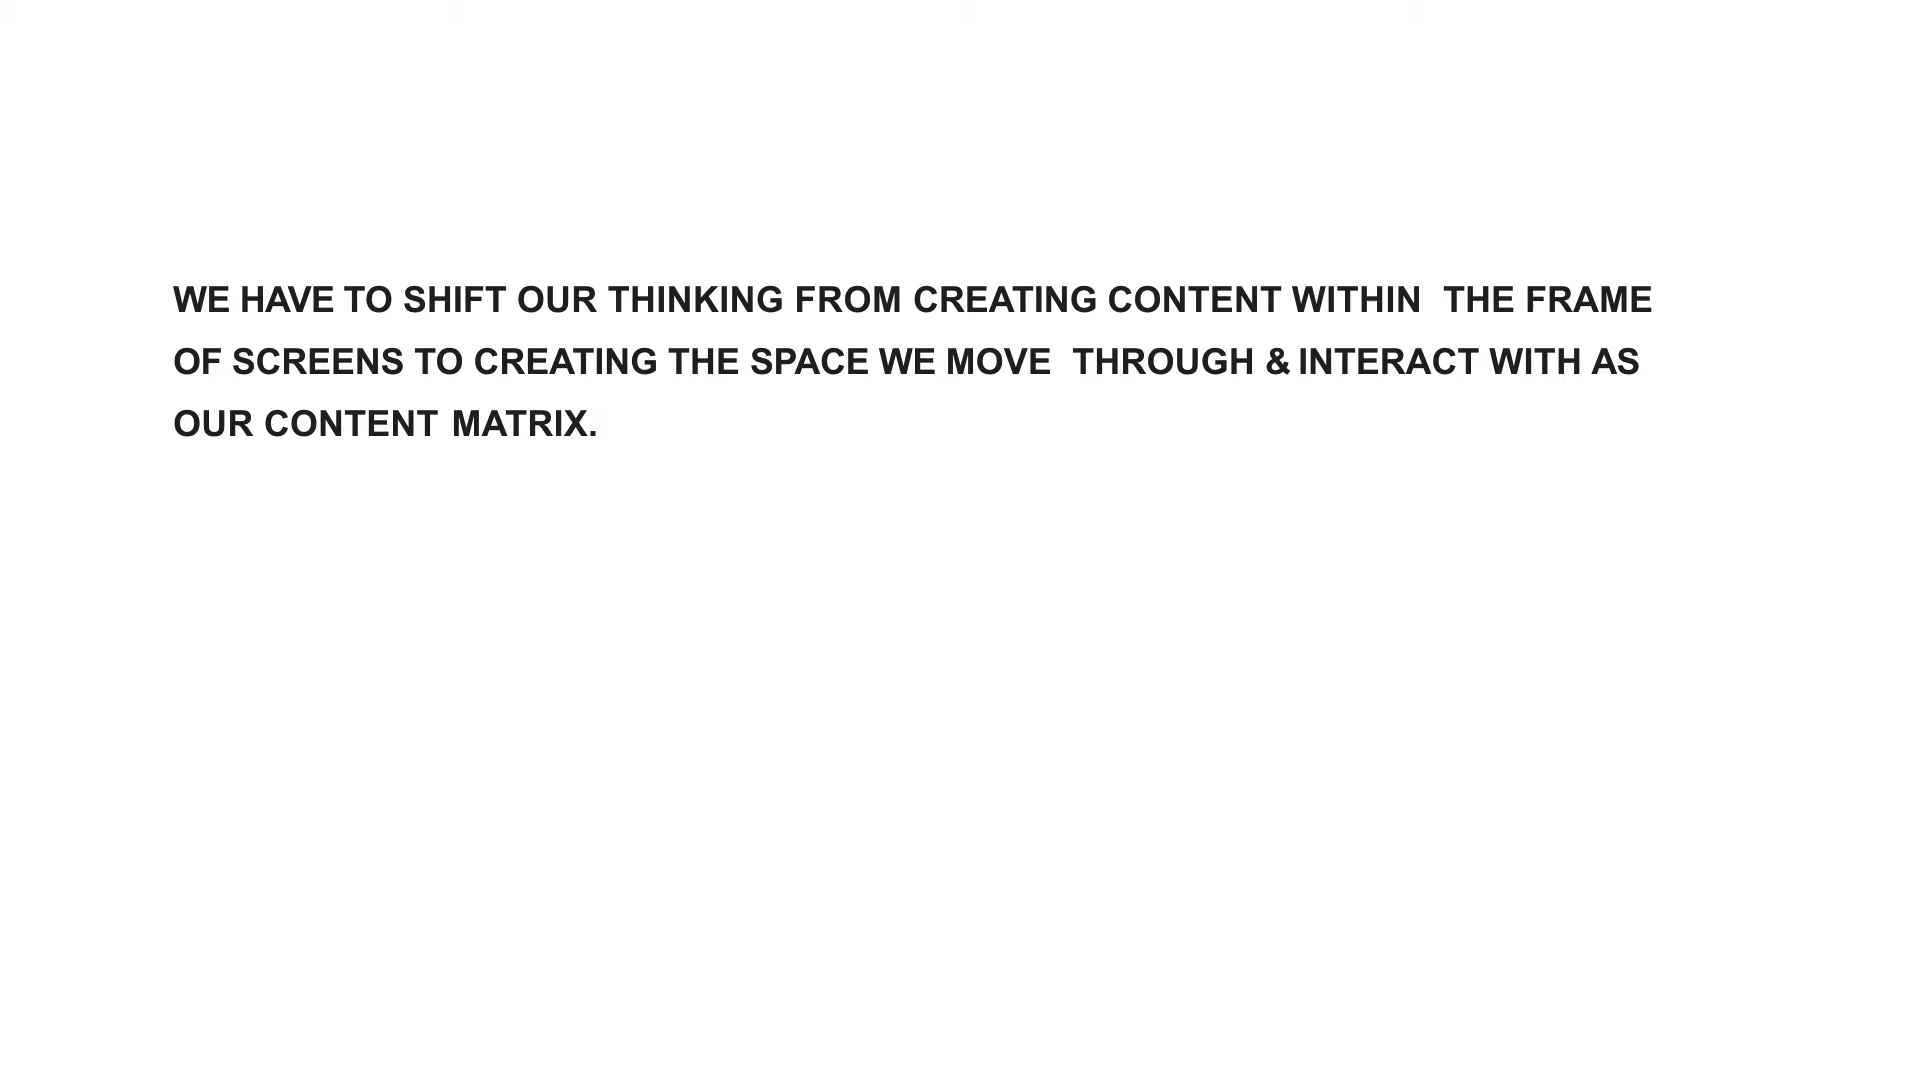 WE HAVE TO SHIFT OUR THINKING FROM CREATING CONTENT WITHIN THE FRAME
OF SCREENS TO CREATING THE SPACE WE MOVE THROUGH & INTERACT WITH AS
OUR CONTENT MATRIX.